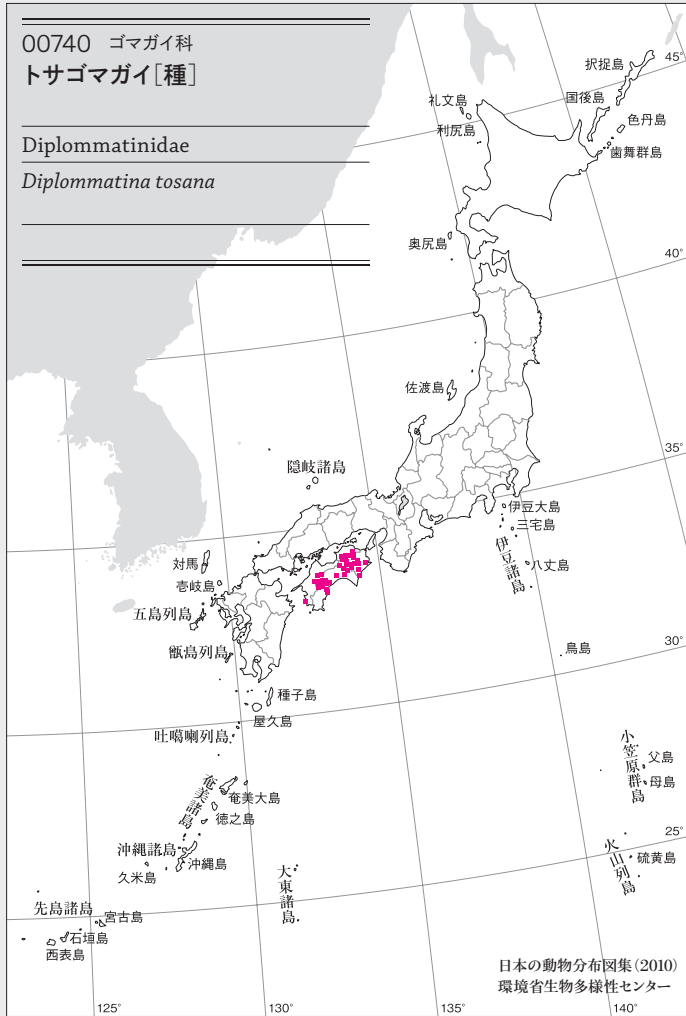 00740 ゴマガイ科
トサゴマガイ[種]
Diplommatinidae
Diplommatina tosana
択捉島
45°
国後島
礼文島
色丹島
利尻島
歯舞群島
奥尻島
40°
佐渡島
35°
隠岐諸島
伊豆大島
三宅島
伊豆諸島
八丈島
対馬
壱岐島
五島列島
甑島列島
鳥島
30°
種子島
屋久島
吐噶喇列島
小笠原群島
父島
母島
奄美諸島
奄美大島
徳之島
25°
沖縄諸島
沖縄島
久米島
火山列島
硫黄島
大東諸島
先島諸島
宮古島
石垣島
西表島
日本の動物分布図集(2010)
環境省生物多様性センター
125°
130°
135°
140°